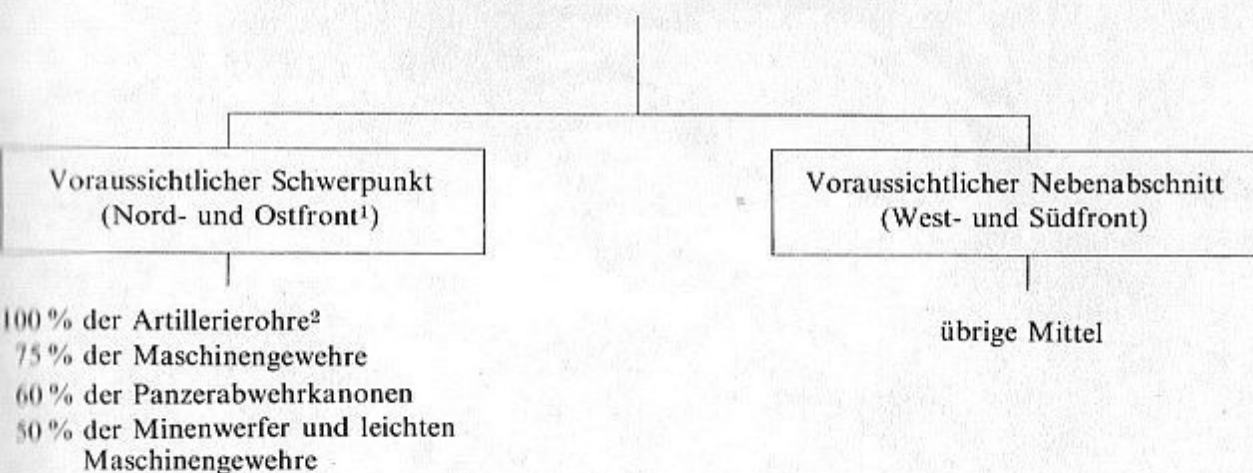 Voraussichtlicher Schwerpunkt
(Nord- und Ostfront¹)
100 % der Artillerierohre²
75 % der Maschinengewehre
60 % der Panzerabwehrkanonen
50 % der Minenwerfer und leichten
Maschinengewehre
Voraussichtlicher Nebenabschnitt
(West- und Südfront)
übrige Mittel